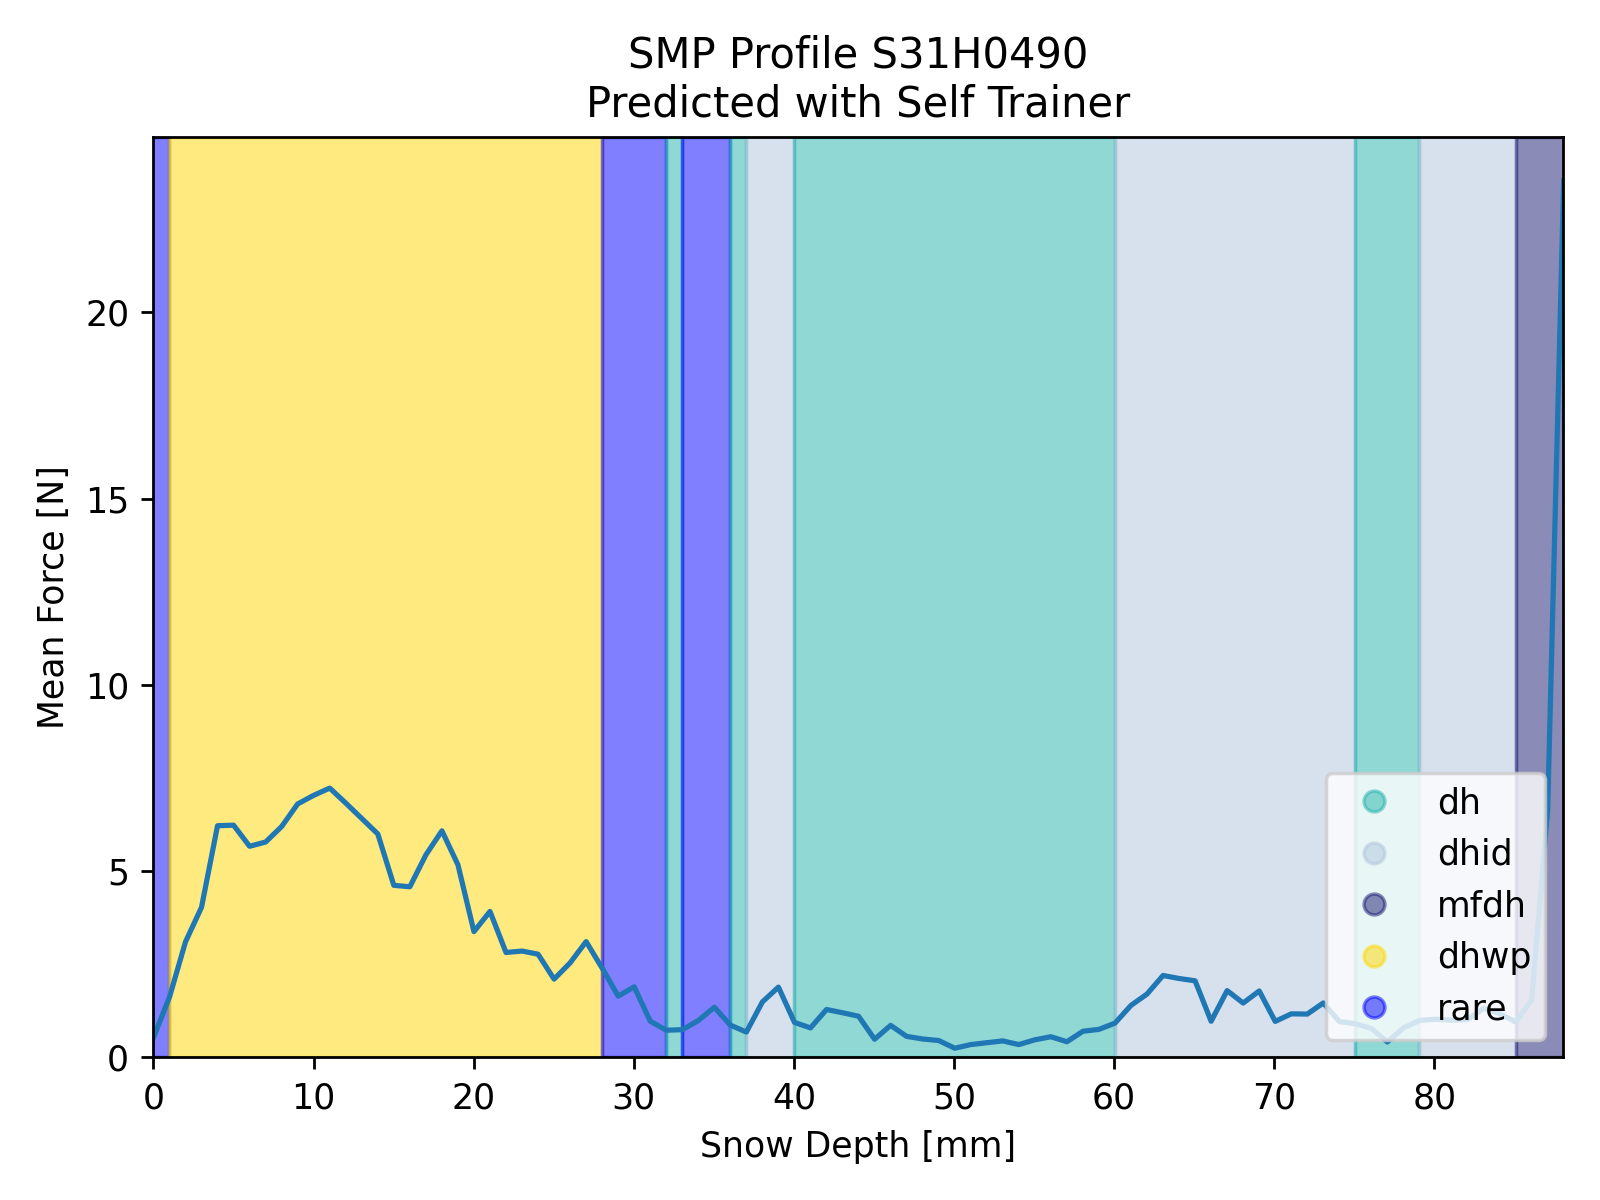 SMP Profile S31H0490
Predicted with Self Trainer
Mean Force [N]
20
15
10
5
0
0 10 20 30 40 50 60 70 80
Snow Depth [mm]
dh
dhid
mfdh
dhwp
rare